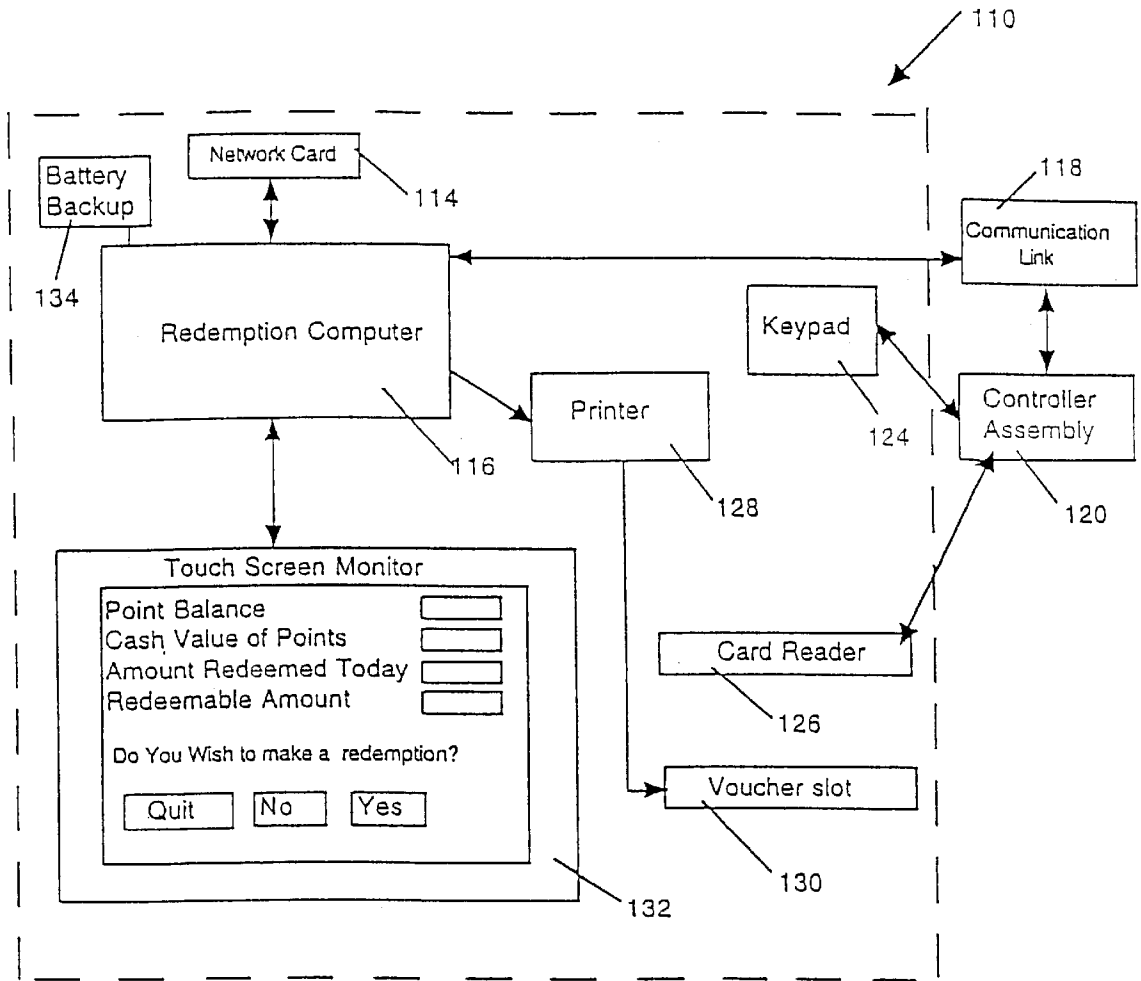 110
Network Card
114
Battery
Backup
134
118
Communication
Link
Redemption Computer
116
Keypad
124
Controller
Assembly
120
Printer
128
Touch Screen Monitor
Point Balance
Cash Value of Points
Amount Redeemed Today
Redeemable Amount
Do You Wish to make a redemption?
Quit
No
Yes
132
Card Reader
126
Voucher slot
130